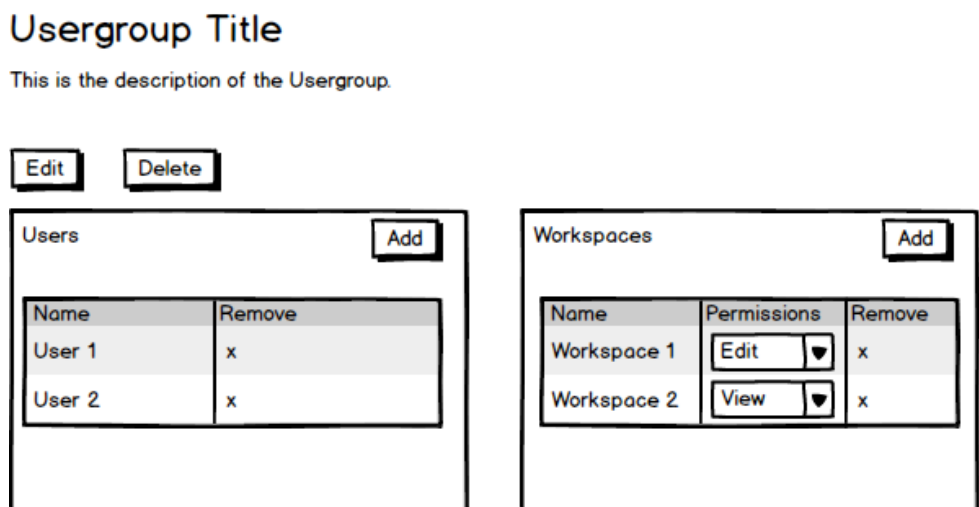 Usergroup Title
This is the description of the Usergroup.
Edit Delete
Users Add
Name Remove
User 1 x
User 2 x
Workspaces Add
Name Permissions Remove
Workspace 1 Edit x
Workspace 2 View x